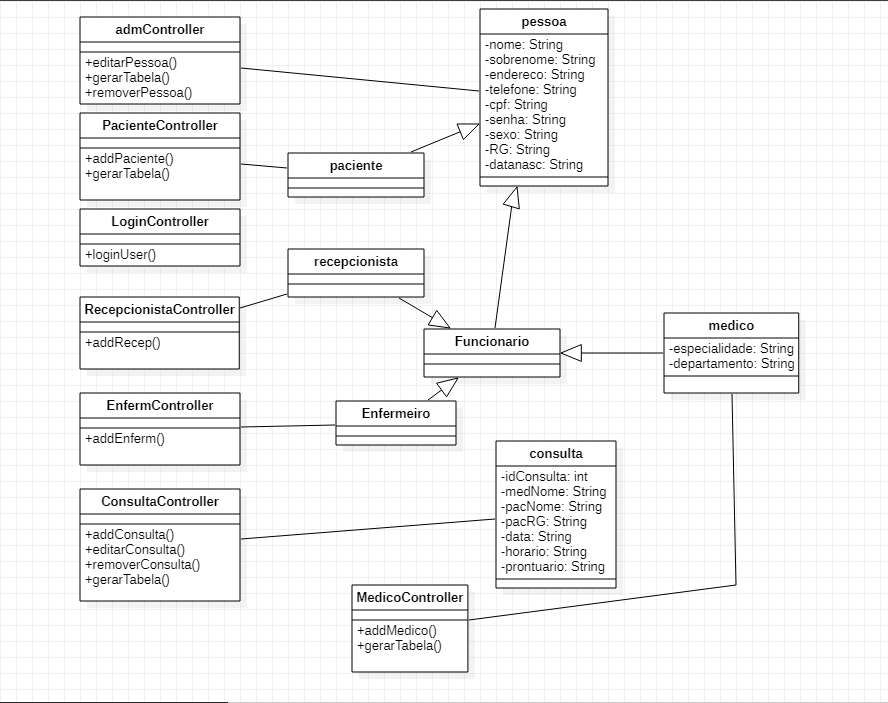 admController
+editarPessoa()
+gerarTabela()
+removerPessoa()
pessoa
-nome: String
-sobrenome: String
-endereco: String
-telefone: String
-cpf: String
-senha: String
-sexo: String
-RG: String
-datanasc: String
PacienteController
+addPaciente()
+gerarTabela()
paciente
LoginController
+loginUser()
recepcionista
RecepcionistaController
+addRecep()
Funcionario
medico
-especialidade: String
-departamento: String
EnfermController
+addEnferm()
Enfermeiro
consulta
-idConsulta: int
-medNome: String
-pacNome: String
-pacRG: String
-data: String
-horario: String
-prontuario: String
ConsultaController
+addConsulta()
+editarConsulta()
+removerConsulta()
+gerarTabela()
MedicoController
+addMedico()
+gerarTabela()